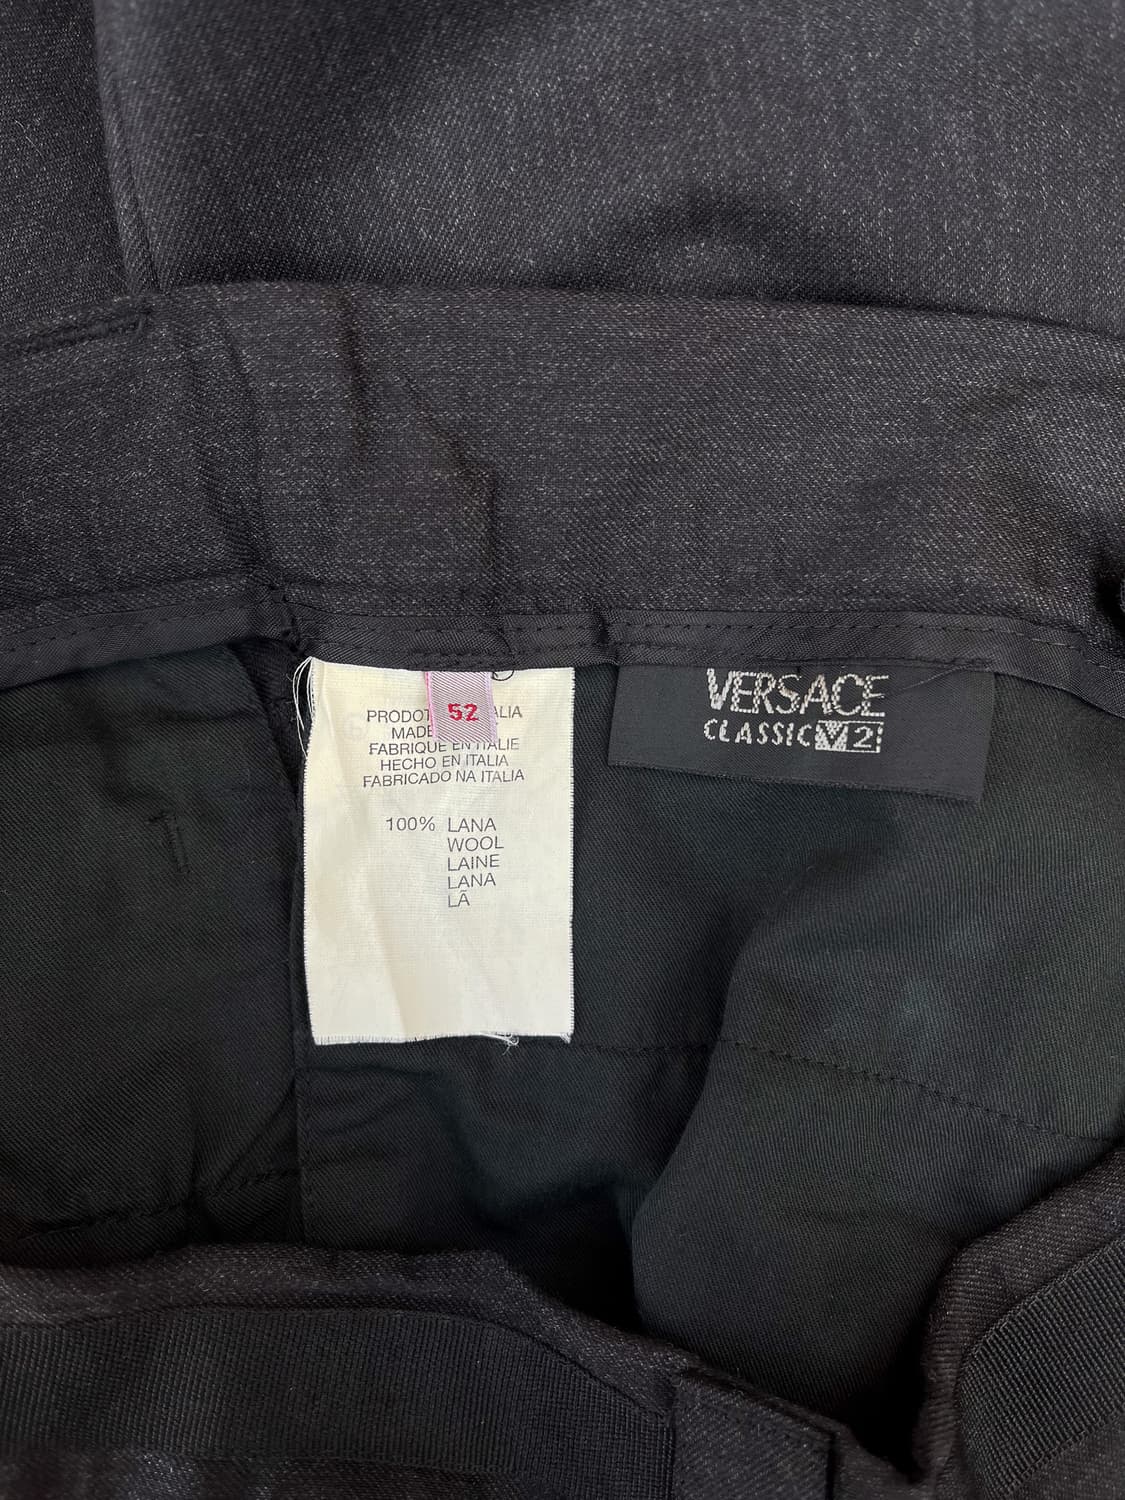 PRODOT ALIA
52
MADE
FABRIQUE EN ITALIE
HECHO EN ITALIA
FABRICADO NA ITALIA
100% LANA
WOOL
LAINE
LANA
LÃ
VERSACE
CLASSIC V2